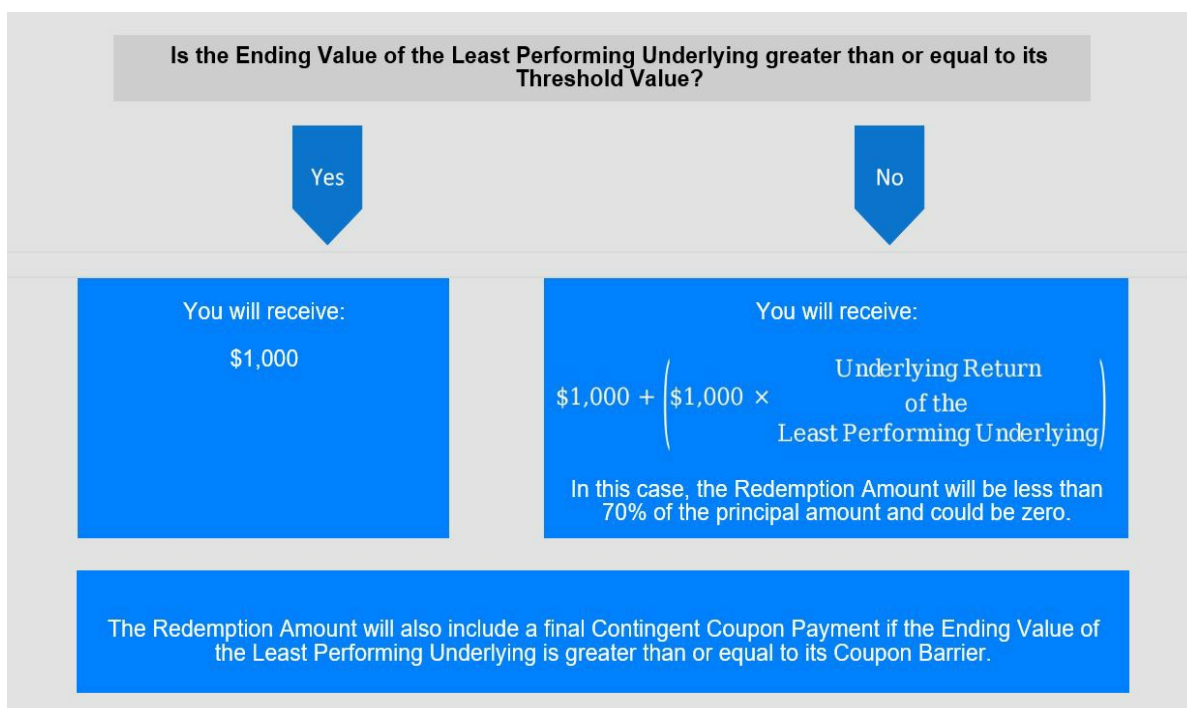 Is the Ending Value of the Least Performing Underlying greater than or equal to its
Threshold Value?
Yes
No
You will receive:
$1,000
You will receive:
$1,000 + ($1,000 × Underlying Return
of the
Least Performing Underlying)
In this case, the Redemption Amount will be less than
70% of the principal amount and could be zero.
The Redemption Amount will also include a final Contingent Coupon Payment if the Ending Value of
the Least Performing Underlying is greater than or equal to its Coupon Barrier.